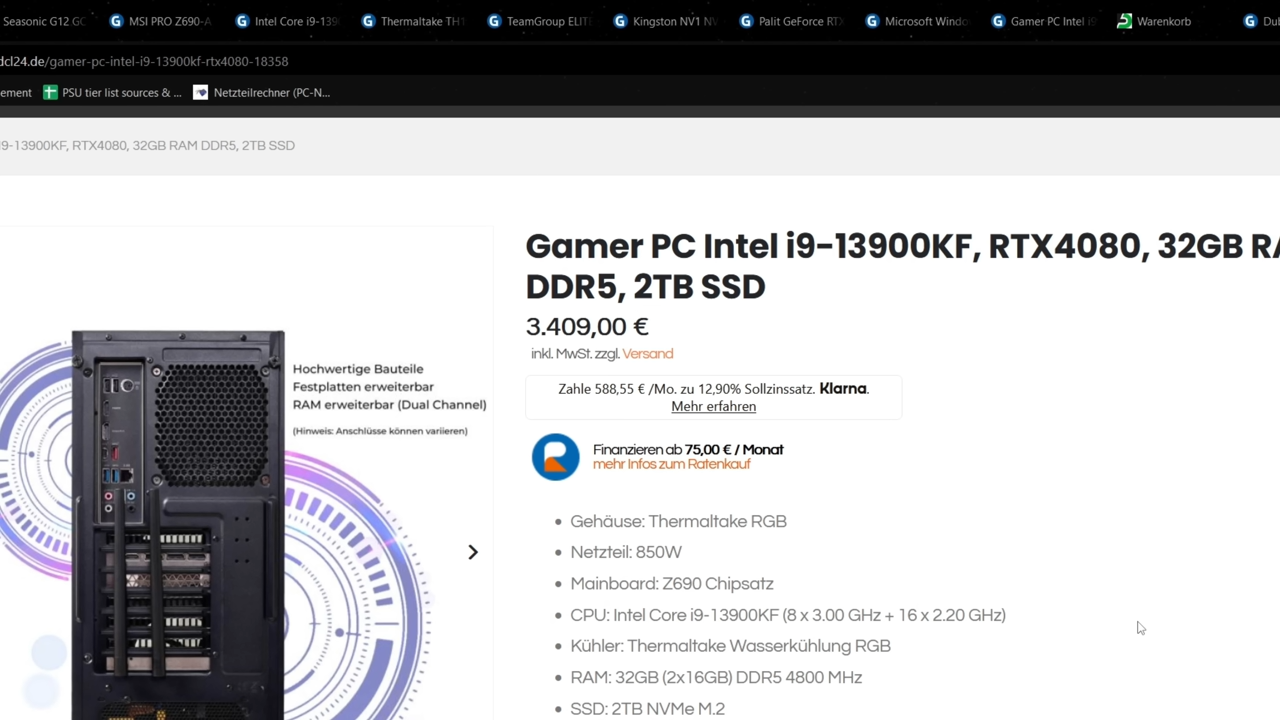 Seasonic G12 GC
MSI PRO Z690-A
Intel Core i9-139
Thermaltake TH1
TeamGroup ELITE
Kingston NV1 NV
Palit GeForce RTX
Microsoft Windo
Gamer PC Intel i9
Warenkorb
Dub
dcl24.de/gamer-pc-intel-i9-13900kf-rtx4080-18358
ement
PSU tier list sources & ...
Netzteilrechner (PC-N...
i9-13900KF, RTX4080, 32GB RAM DDR5, 2TB SSD
Gamer PC Intel i9-13900KF, RTX4080, 32GB RA
DDR5, 2TB SSD
3.409,00 €
inkl. MwSt. zzgl. Versand
Zahle 588,55 € /Mo. zu 12,90% Sollzinssatz. Klarna.
Mehr erfahren
Finanzieren ab 75,00 € / Monat
mehr Infos zum Ratenkauf
Hochwertige Bauteile
Festplatten erweiterbar
RAM erweiterbar (Dual Channel)
(Hinweis: Anschlüsse können variieren)
Gehäuse: Thermaltake RGB
Netzteil: 850W
Mainboard: Z690 Chipsatz
CPU: Intel Core i9-13900KF (8 x 3.00 GHz + 16 x 2.20 GHz)
Kühler: Thermaltake Wasserkühlung RGB
RAM: 32GB (2x16GB) DDR5 4800 MHz
SSD: 2TB NVMe M.2